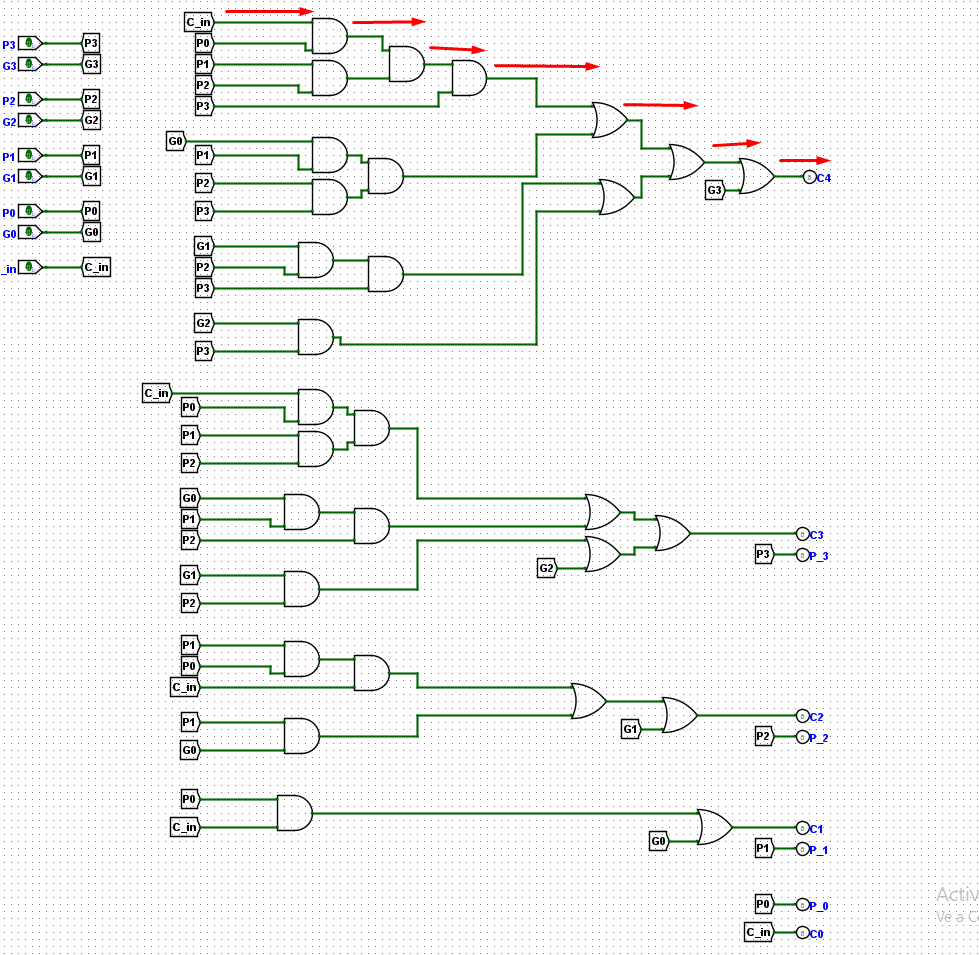 P3 P3
G3 G3
P2 P2
G2 G2
P1 P1
G1 G1
P0 P0
G0 G0
_in C_in
C_in
P0
P1
P2
P3
G0
P1
P2
P3
G3
C4
G1
P2
P3
G2
P3
C_in
P0
P1
P2
G0
P1
P2
G2
C3
P3 P_3
G1
P2
P1
P0
C_in
P1
G0
G1
C2
P2 P_2
P0
C_in
G0
C1
P1 P_1
P0 P_0
C_in C0
Activ
Ve a C